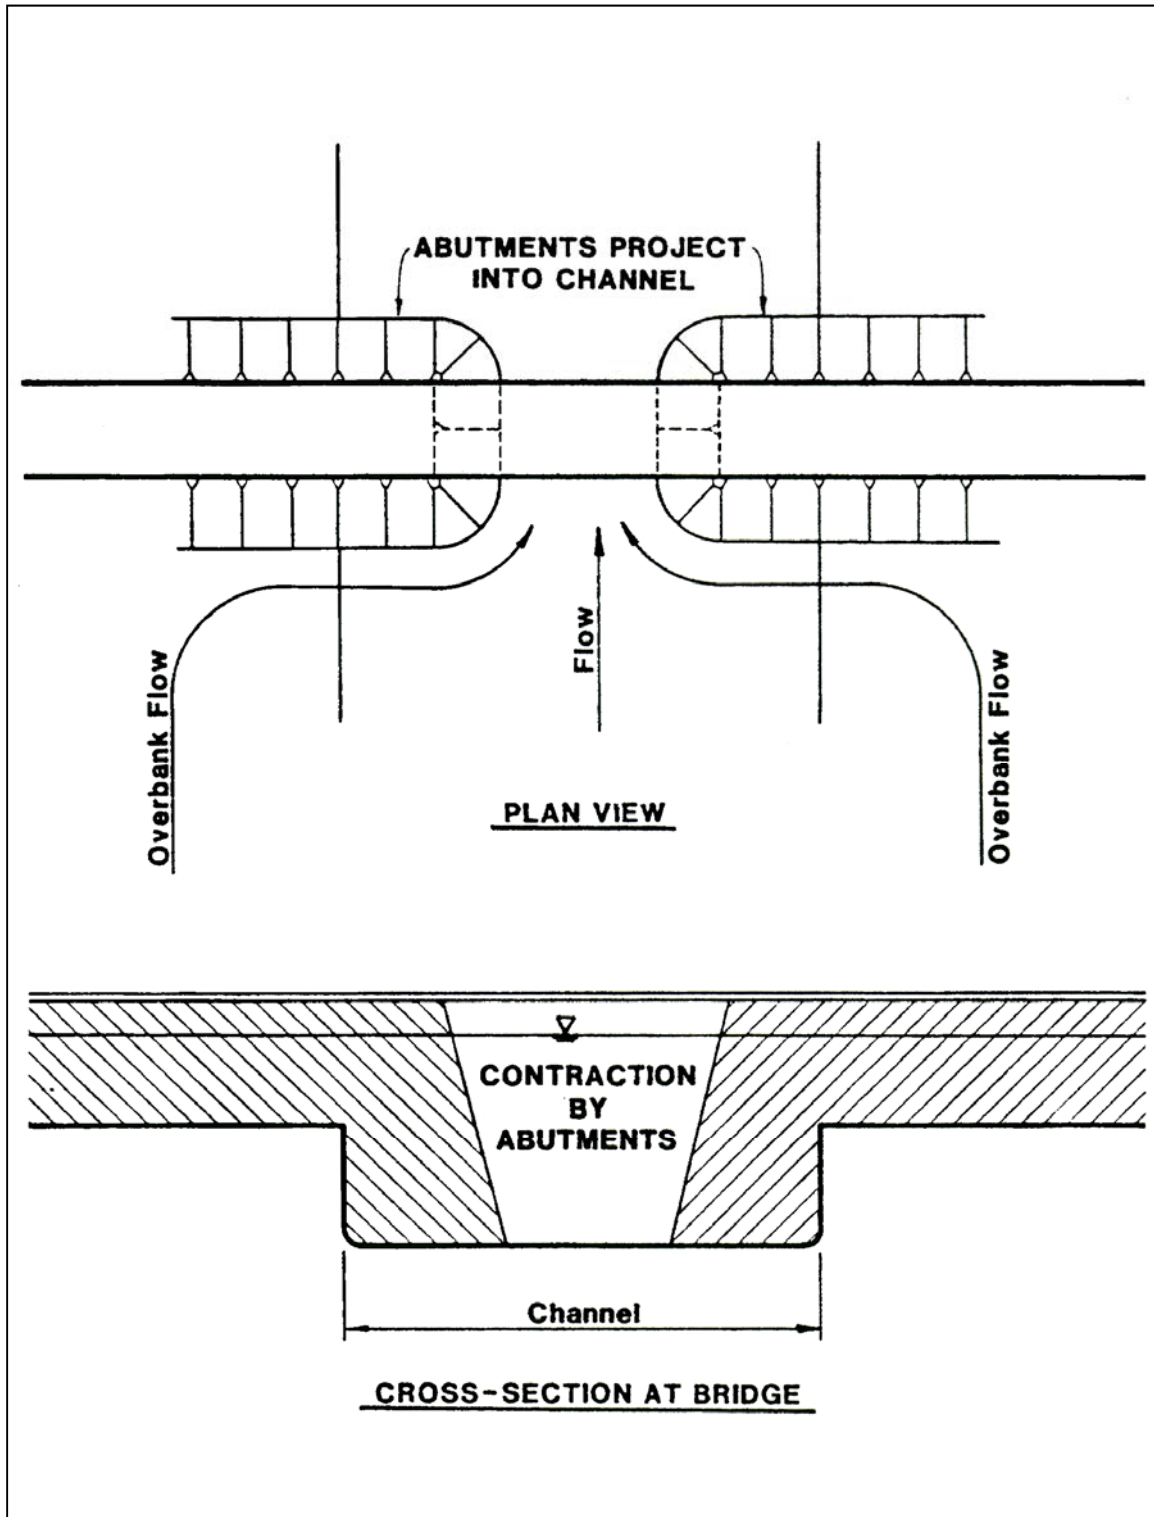 ABUTMENTS PROJECT
INTO CHANNEL
Overbank Flow
Flow
Overbank Flow
PLAN VIEW
CONTRACTION
BY
ABUTMENTS
Channel
CROSS-SECTION AT BRIDGE